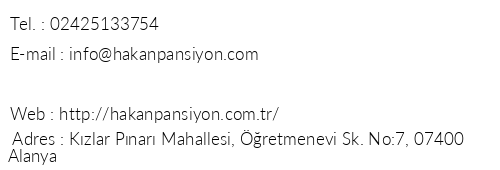 Tel. : 02425133754
E-mail : info@hakanpansiyon.com
Web : http://hakanpansiyon.com.tr/
Adres : Kızlar Pınarı Mahallesi, Öğretmenevi Sk. No:7, 07400
Alanya